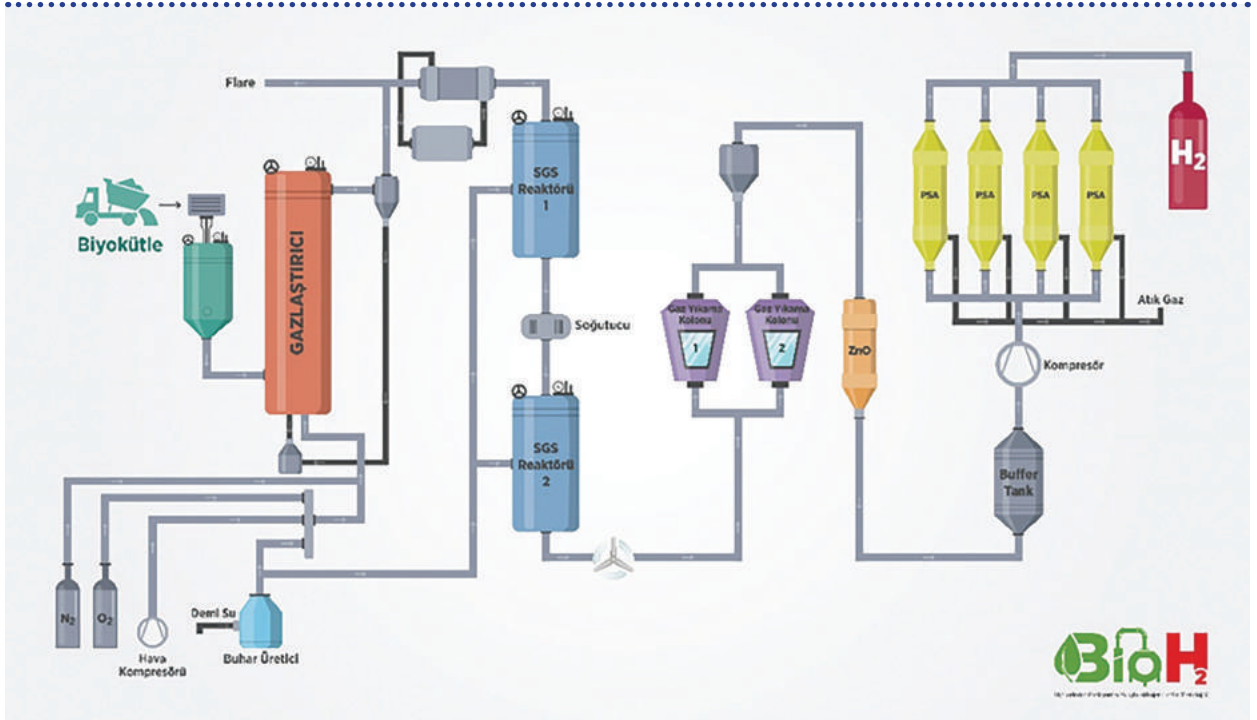 Flare
Biyokütle
GAZLAŞTIRICI
SGS
Reaktörü
1
Soğutucu
SGS
Reaktörü
2
Gaz Yıkama
Kolonu
1
Gaz Yıkama
Kolonu
2
ZnO
PSA
PSA
PSA
PSA
H2
Atık Gaz
Kompresör
Buffer
Tank
N2
O2
Hava
Kompresörü
Demi Su
Buhar Üretici
BioH2